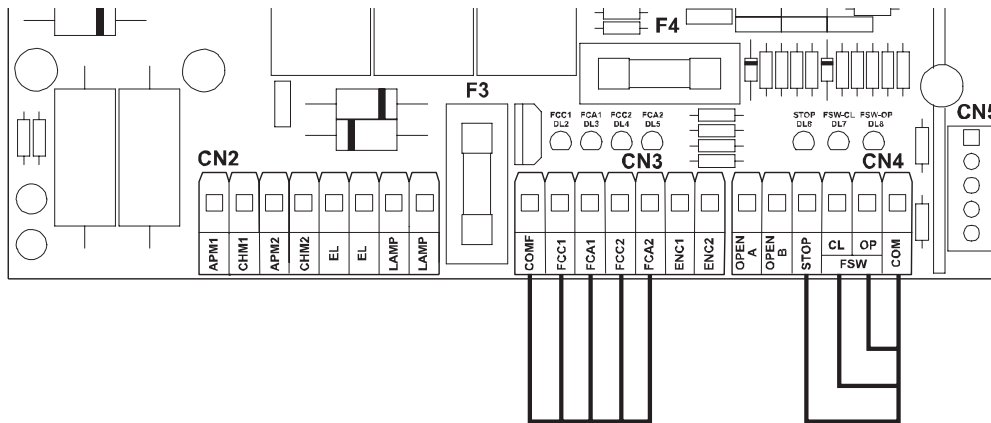 F4
F3
CN5
FCC1 FCA1 FCC2 FCA2
DL2 DL3 DL4 DL5
STOP FSW-CL FSW-OP
DL6 DL7 DL8
CN2
CN3
CN4
APM1
CHM1
APM2
CHM2
EL
EL
LAMP
LAMP
COMF
FCC1
FCA1
FCC2
FCA2
ENC1
ENC2
OPEN A
OPEN B
STOP
CL OP
FSW
COM